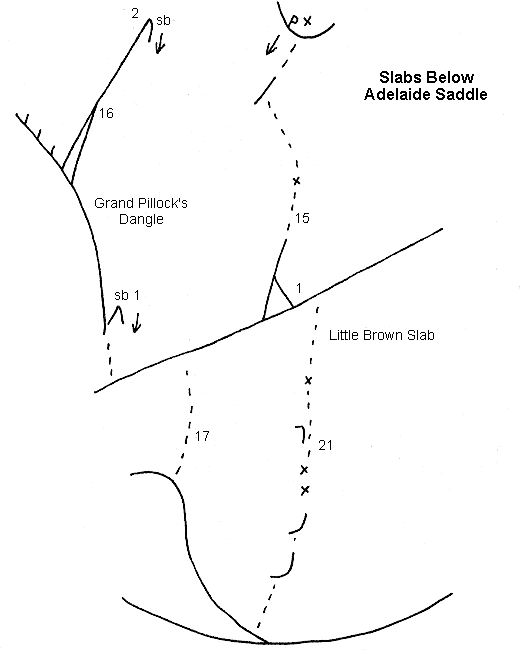 2 sb
P x
Slabs Below
Adelaide Saddle
16
Grand Pillock's
Dangle
15
sb 1
1
Little Brown Slab
17
21